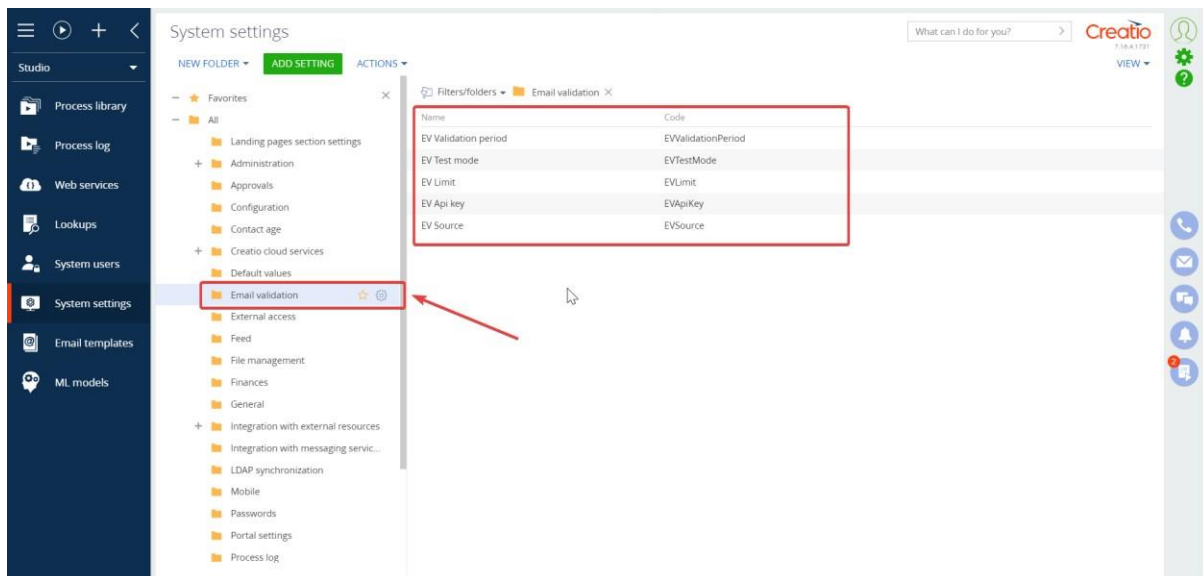 System settings
What can I do for you?
Creatio
7.16.4.1731
Studio
NEW FOLDER
ADD SETTING
ACTIONS
VIEW
Process library
Process log
Web services
Lookups
System users
System settings
Email templates
ML models
Favorites
All
Landing pages section settings
Administration
Approvals
Configuration
Contact age
Creatio cloud services
Default values
Email validation
External access
Feed
File management
Finances
General
Integration with external resources
Integration with messaging servic...
LDAP synchronization
Mobile
Passwords
Portal settings
Process log
Filters/folders Email validation
Name Code
EV Validation period EVValidationPeriod
EV Test mode EVTestMode
EV Limit EVLimit
EV Api key EVApiKey
EV Source EVSource
2